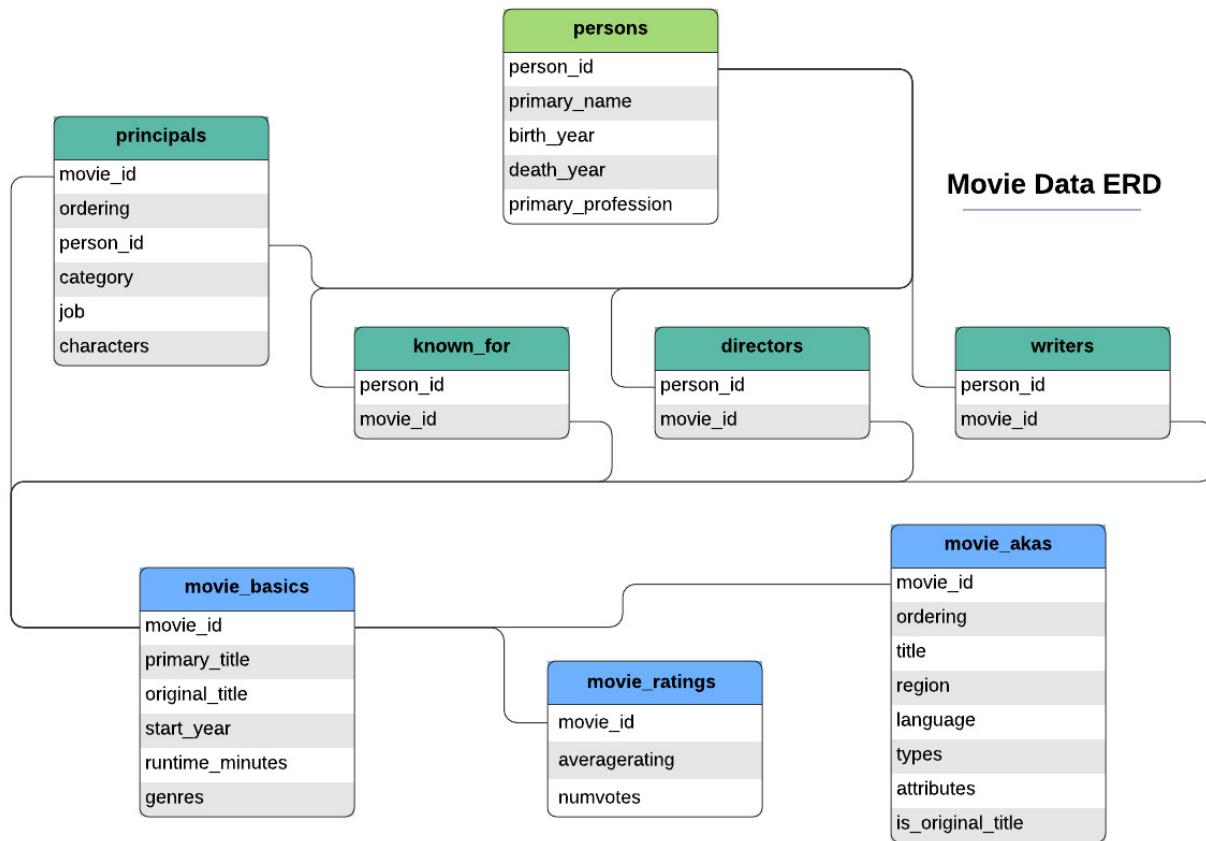 persons
person_id
primary_name
birth_year
death_year
primary_profession
principals
movie_id
ordering
person_id
category
job
characters
Movie Data ERD
known_for
person_id
movie_id
directors
person_id
movie_id
writers
person_id
movie_id
movie_basics
movie_id
primary_title
original_title
start_year
runtime_minutes
genres
movie_ratings
movie_id
averagerating
numvotes
movie_akas
movie_id
ordering
title
region
language
types
attributes
is_original_title